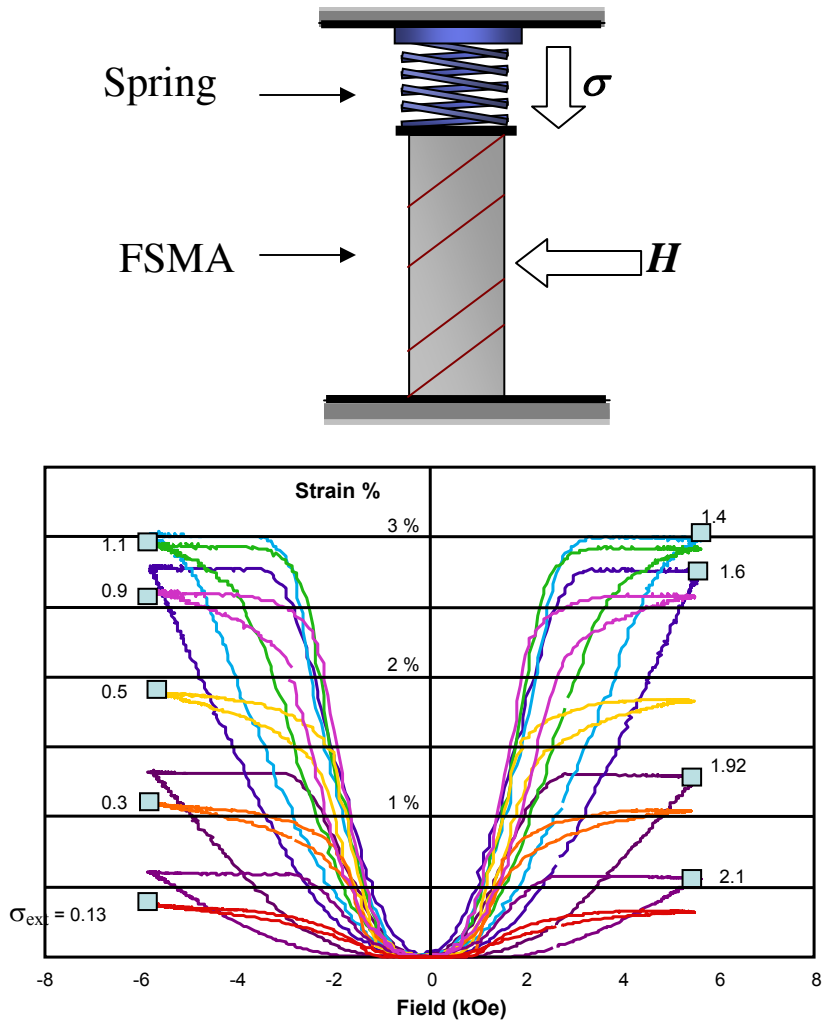 Spring
σ
FSMA
H
Strain %
3 %
1.4
1.1
1.6
0.9
2 %
0.5
1.92
1 %
0.3
2.1
σext = 0.13
-8 -6 -4 -2 0 2 4 6 8
Field (kOe)